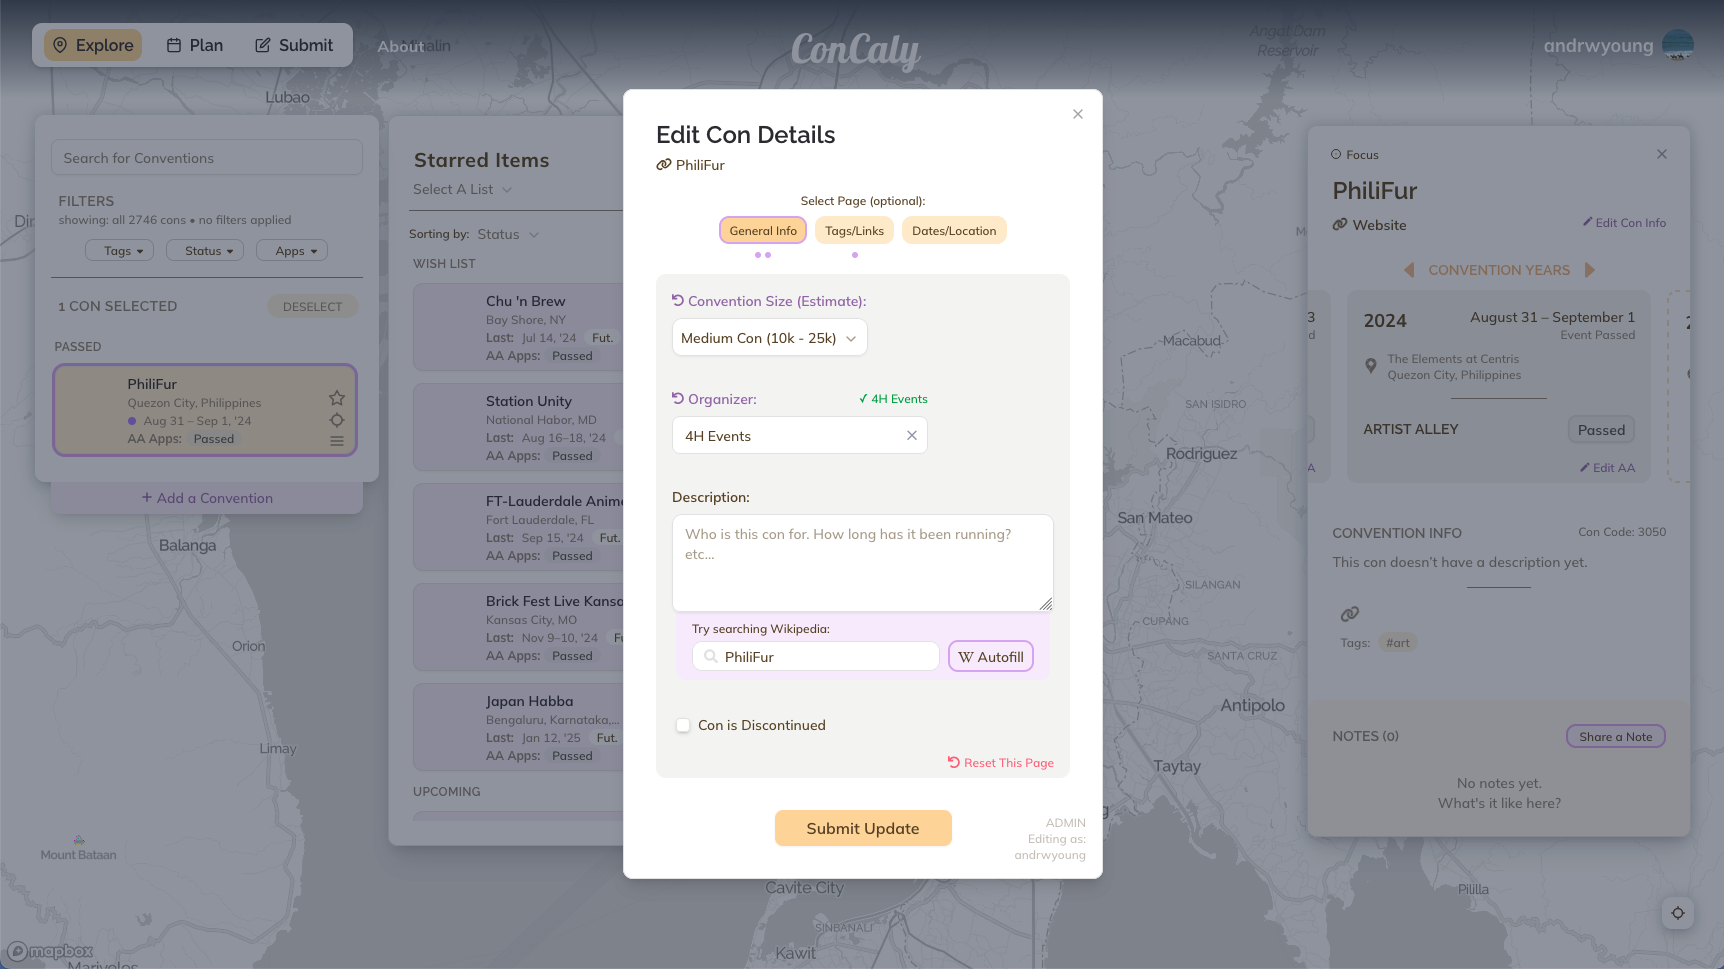 Explore
Plan
Submit
About
Mexalin
ConCaly
Angat Dam
Reservoir
andrwyoung
Lubao
Search for Conventions
FILTERS
showing: all 2746 cons • no filters applied
Tags
Status
Apps
1 CON SELECTED
DESELECT
PASSED
PhiliFur
Quezon City, Philippines
Aug 31 – Sep 1, '24
AA Apps: Passed
+ Add a Convention
Starred Items
Select A List
Sorting by: Status
WISH LIST
Chu 'n Brew
Bay Shore, NY
Last: Jul 14, '24 Fut.
AA Apps: Passed
Station Unity
National Habor, MD
Last: Aug 16–18, '24
AA Apps: Passed
FT-Lauderdale Anime
Fort Lauderdale, FL
Last: Sep 15, '24 Fut.
AA Apps: Passed
Brick Fest Live Kansa
Kansas City, MO
Last: Nov 9–10, '24 Fu
AA Apps: Passed
Japan Habba
Bengaluru, Karnataka,...
Last: Jan 12, '25 Fut.
AA Apps: Passed
UPCOMING
Edit Con Details
PhiliFur
Select Page (optional):
General Info
Tags/Links
Dates/Location
Convention Size (Estimate):
Medium Con (10k - 25k)
Organizer:
✓ 4H Events
4H Events
Description:
Who is this con for. How long has it been running?
etc...
Try searching Wikipedia:
PhiliFur
W Autofill
Con is Discontinued
Reset This Page
Submit Update
ADMIN
Editing as:
andrwyoung
Focus
PhiliFur
Website
Edit Con Info
CONVENTION YEARS
3
d
A
2024
August 31 – September 1
Event Passed
The Elements at Centris
Quezon City, Philippines
ARTIST ALLEY
Passed
Edit AA
CONVENTION INFO
Con Code: 3050
This con doesn't have a description yet.
Tags: #art
NOTES (0)
Share a Note
No notes yet.
What's it like here?
Macabud
SAN ISIDRO
Rodriguez
San Mateo
SILANGAN
CUPANG
SANTA CRUZ
Antipolo
Taytay
Pililla
Balanga
Orion
Limay
Mount Bataan
Mariveles
Cavite City
SINBANALI
Kawit
mapbox